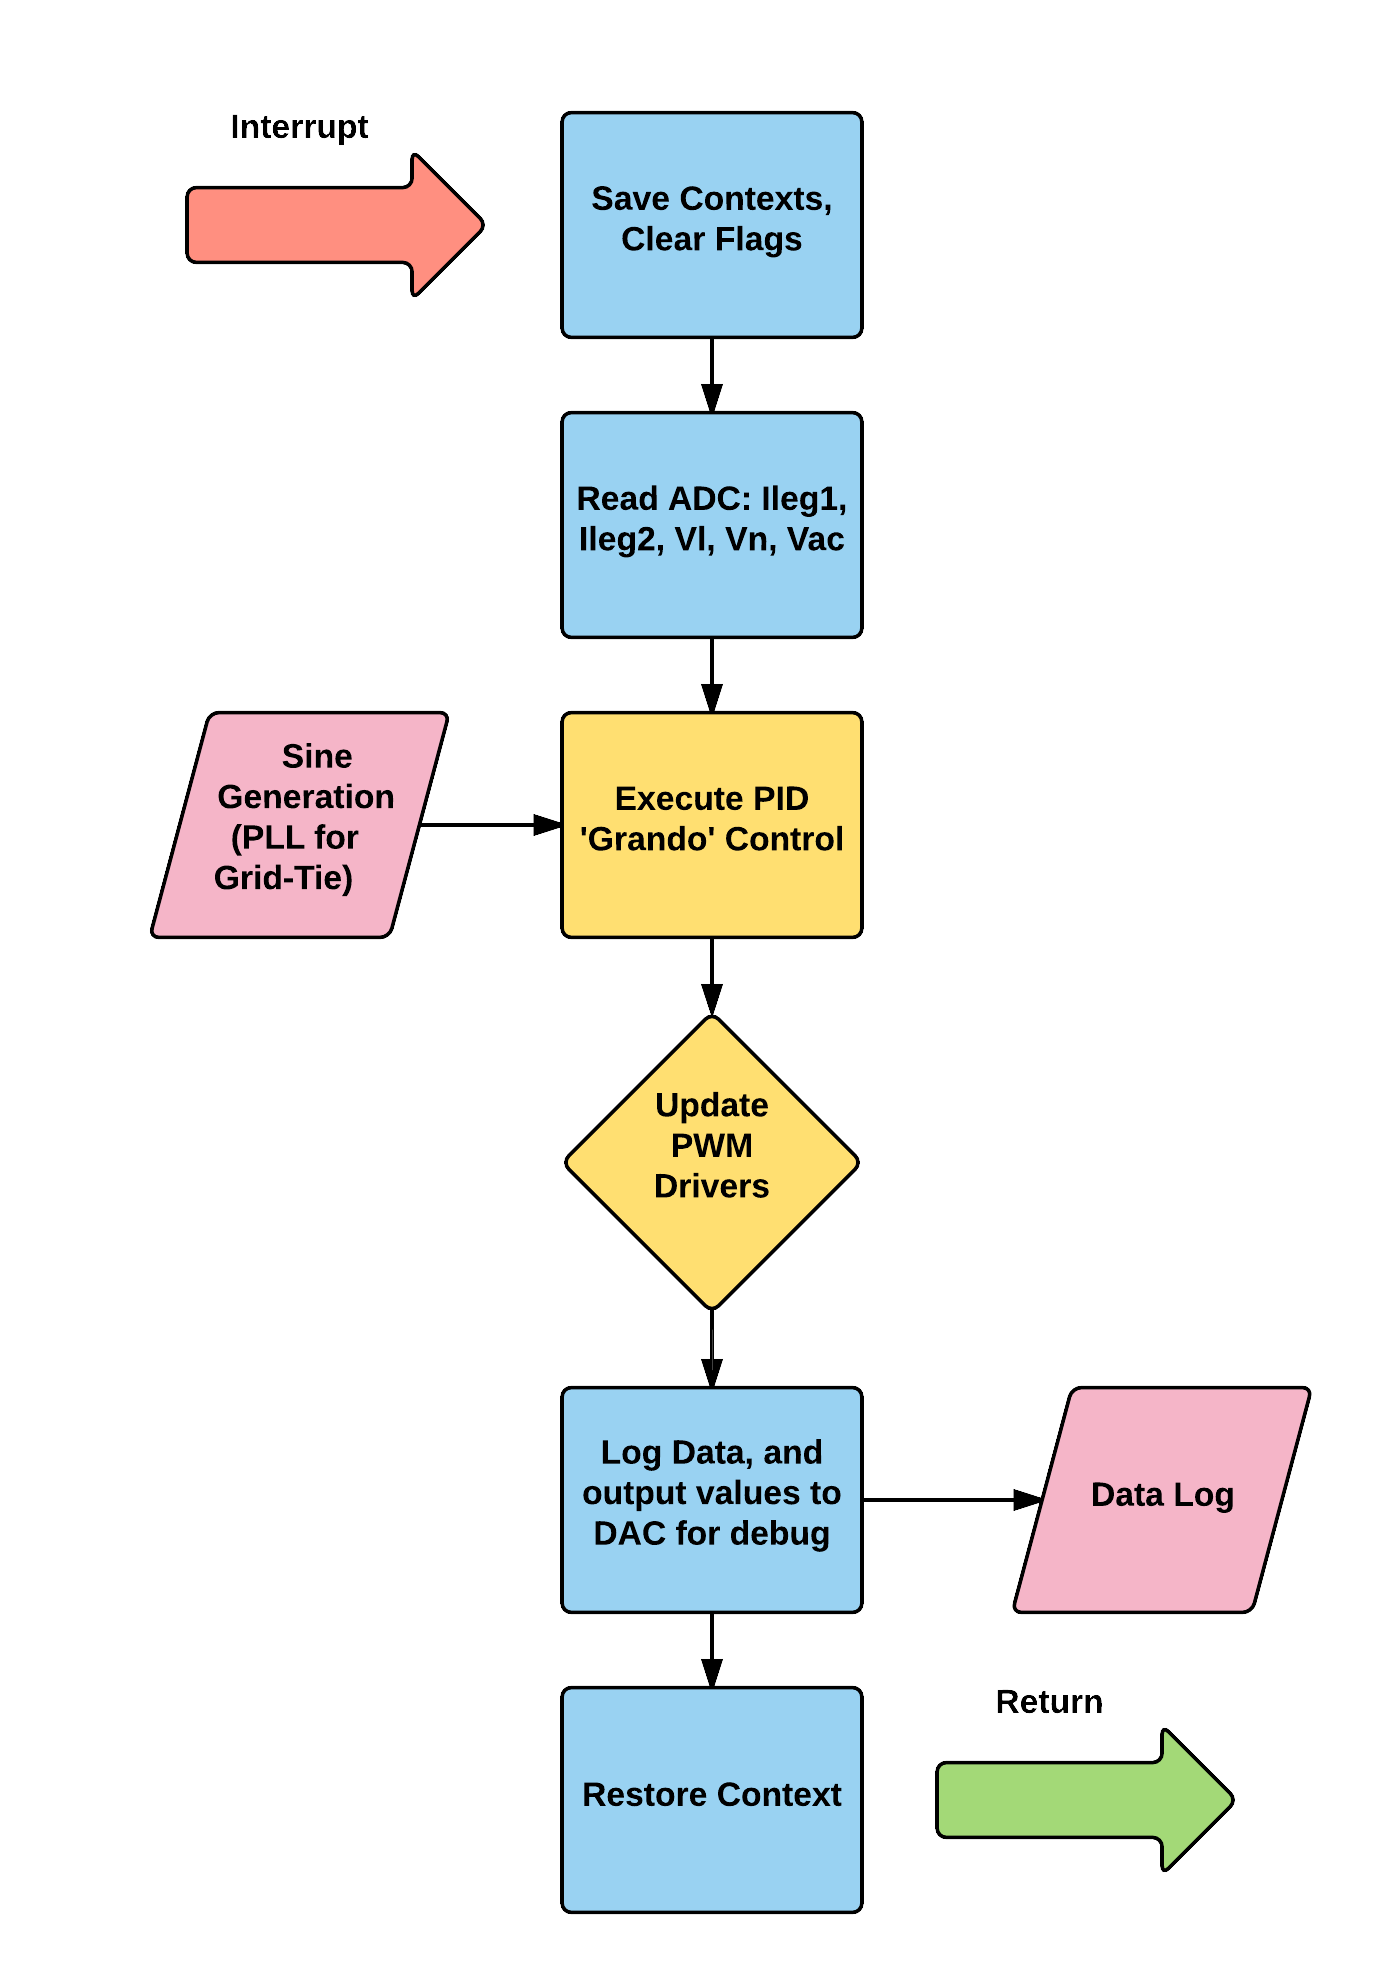 Interrupt
Save Contexts,
Clear Flags
Read ADC: Ileg1,
Ileg2, Vl, Vn, Vac
Sine
Generation
(PLL for
Grid-Tie)
Execute PID
'Grando' Control
Update
PWM
Drivers
Log Data, and
output values to
DAC for debug
Data Log
Return
Restore Context